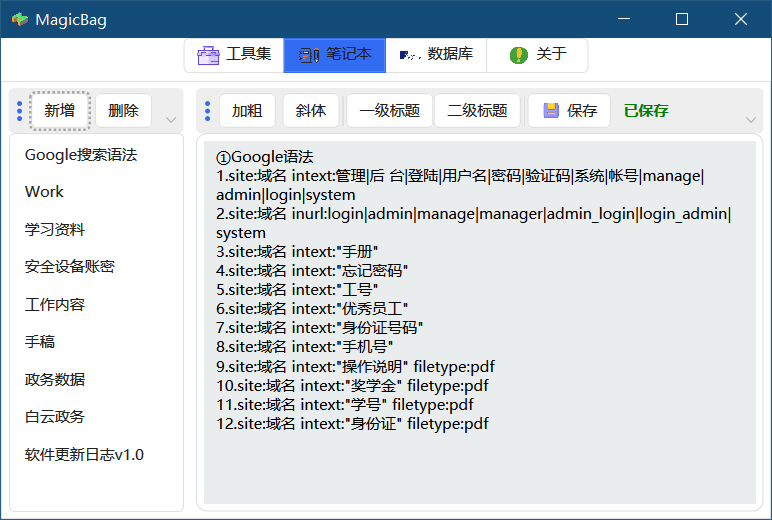 MagicBag
工具集 笔记本 数据库 关于
新增 删除 加粗 斜体 一级标题 二级标题 保存 已保存
Google搜索语法
Work
学习资料
安全设备账密
工作内容
手稿
政务数据
白云政务
软件更新日志v1.0
①Google语法
1.site:域名 intext:管理|后 台|登陆|用户名|密码|验证码|系统|帐号|manage|
admin|login|system
2.site:域名 inurl:login|admin|manage|manager|admin_login|login_admin|
system
3.site:域名 intext:"手册"
4.site:域名 intext:"忘记密码"
5.site:域名 intext:"工号"
6.site:域名 intext:"优秀员工"
7.site:域名 intext:"身份证号码"
8.site:域名 intext:"手机号"
9.site:域名 intext:"操作说明" filetype:pdf
10.site:域名 intext:"奖学金" filetype:pdf
11.site:域名 intext:"学号" filetype:pdf
12.site:域名 intext:"身份证" filetype:pdf